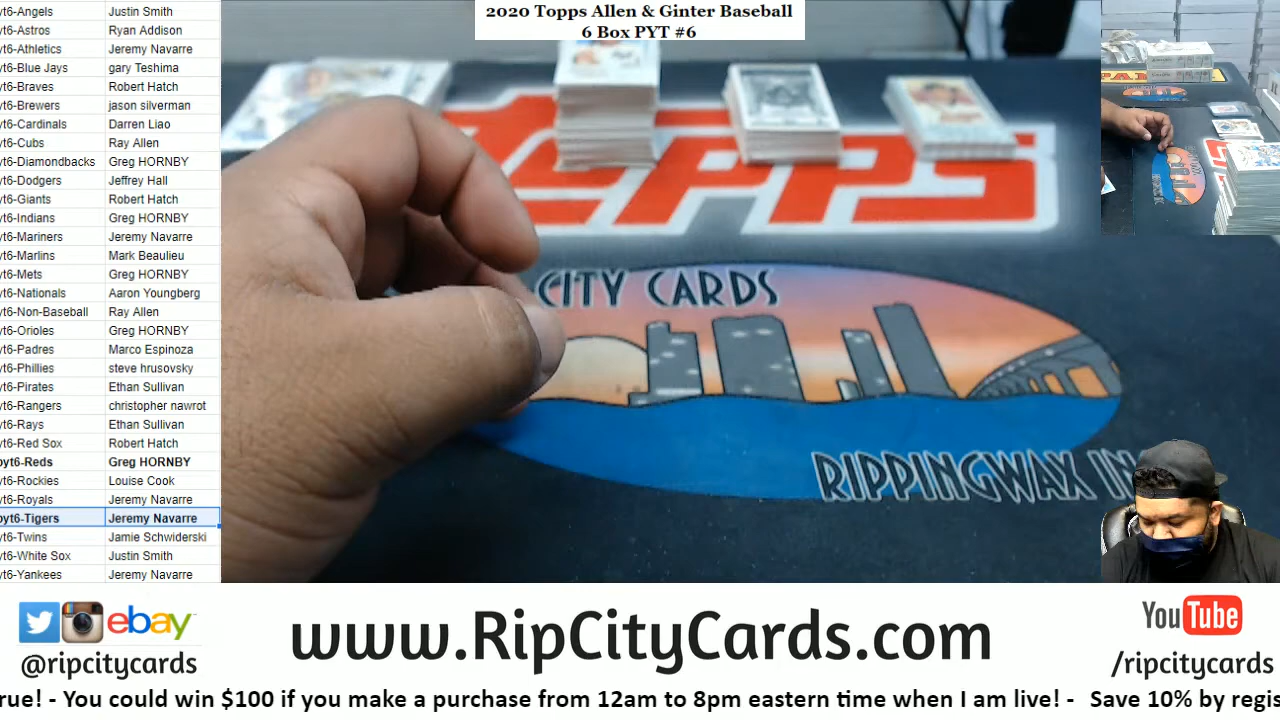 2020 Topps Allen & Ginter Baseball
6 Box PYT #6
yt6-Angels Justin Smith
yt6-Astros Ryan Addison
yt6-Athletics Jeremy Navarre
yt6-Blue Jays gary Teshima
yt6-Braves Robert Hatch
yt6-Brewers jason silverman
yt6-Cardinals Darren Liao
yt6-Cubs Ray Allen
yt6-Diamondbacks Greg HORNBY
yt6-Dodgers Jeffrey Hall
yt6-Giants Robert Hatch
yt6-Indians Greg HORNBY
yt6-Mariners Jeremy Navarre
yt6-Marlins Mark Beaulieu
yt6-Mets Greg HORNBY
yt6-Nationals Aaron Youngberg
yt6-Non-Baseball Ray Allen
yt6-Orioles Greg HORNBY
yt6-Padres Marco Espinoza
yt6-Phillies steve hrusovsky
yt6-Pirates Ethan Sullivan
yt6-Rangers christopher nawrot
yt6-Rays Ethan Sullivan
yt6-Red Sox Robert Hatch
pyt6-Reds Greg HORNBY
yt6-Rockies Louise Cook
yt6-Royals Jeremy Navarre
pyt6-Tigers Jeremy Navarre
yt6-Twins Jamie Schwiderski
yt6-White Sox Justin Smith
yt6-Yankees Jeremy Navarre
TOPPS
CITY CARDS
RIPPINGWAX IN
ebay
@ripcitycards
www.RipCityCards.com
YouTube
/ripcitycards
rue! - You could win $100 if you make a purchase from 12am to 8pm eastern time when I am live! - Save 10% by regis